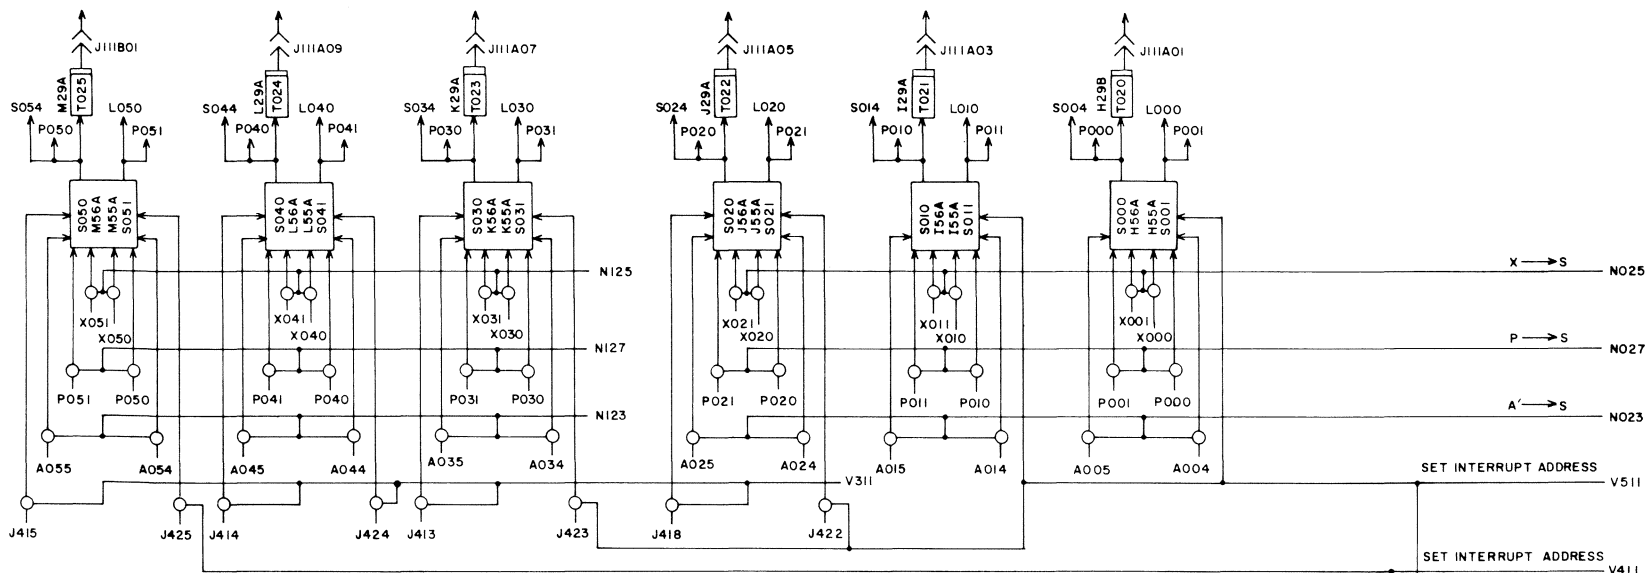 J111B01 J111A09 J111A07 J111A05 J111A03 J111A01
M29A T025 L29A T024 K29A T023 J29A T022 I29A T021 H29B T020
S054 L050 S044 L040 S034 L030 S024 L020 S014 L010 S004 L000
P050 P051 P040 P041 P030 P031 P020 P021 P010 P011 P000 P001
S050 M56A M55A S051 S040 L56A L55A S041 S030 K56A K55A S031 S020 J56A J55A S021 S010 I56A I55A S011 S000 H56A H55A S001
N125 X → S N025
X051 X041 X031 X021 X011 X001
X050 X040 X030 X020 X010 X000
N127 P → S N027
P051 P050 P041 P040 P031 P030 P021 P020 P011 P010 P001 P000
N123 A' → S N023
A055 A054 A045 A044 A035 A034 A025 A024 A015 A014 A005 A004
SET INTERRUPT ADDRESS
V311 V511
J415 J425 J414 J424 J413 J423 J418 J422
SET INTERRUPT ADDRESS
V411